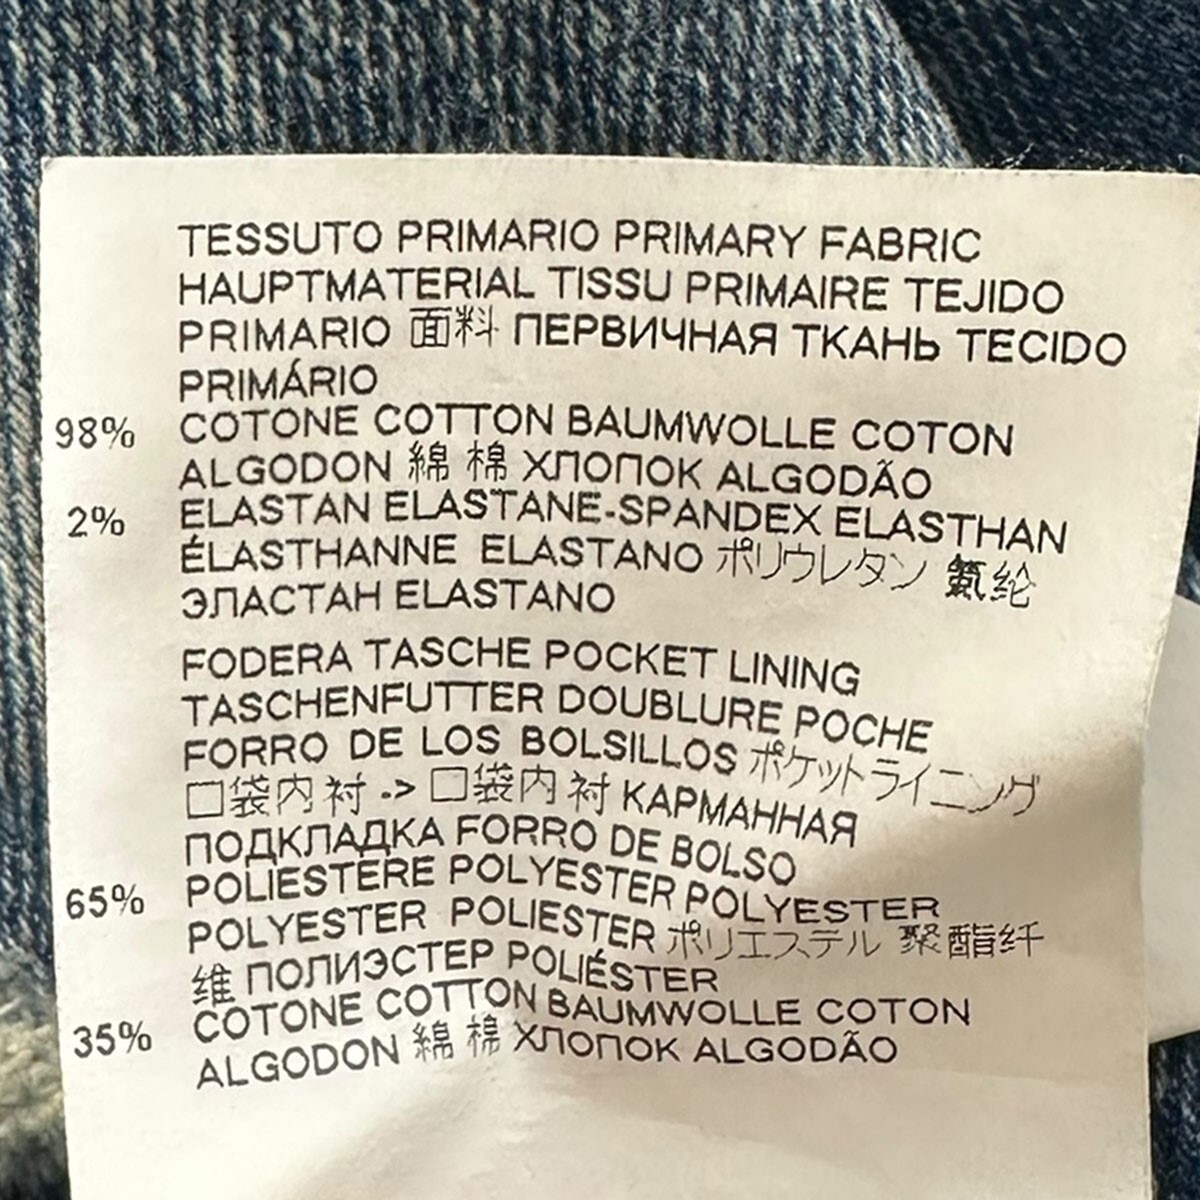 TESSUTO PRIMARIO PRIMARY FABRIC
HAUPTMATERIAL TISSU PRIMAIRE TEJIDO
PRIMARIO 面料 ПЕРВИЧНАЯ ТКАНЬ TECIDO
PRIMÁRIO
98% COTONE COTTON BAUMWOLLE COTON
ALGODON 綿 棉 ХЛОПОК ALGODÃO
2% ELASTAN ELASTANE-SPANDEX ELASTHAN
ÉLASTHANNE ELASTANO ポリウレタン 氨纶
ЭЛАСТАН ELASTANO
FODERA TASCHE POCKET LINING
TASCHENFUTTER DOUBLURE POCHE
FORRO DE LOS BOLSILLOS ポケットライニング
口袋内衬 -> 口袋内衬 КАРМАННАЯ
ПОДКЛАДКА FORRO DE BOLSO
65% POLIESTERE POLYESTER POLYESTER
POLYESTER POLIESTER ポリエステル 聚酯纤
维 ПОЛИЭСТЕР POLIÉSTER
35% COTONE COTTON BAUMWOLLE COTON
ALGODON 綿 棉 ХЛОПОК ALGODÃO